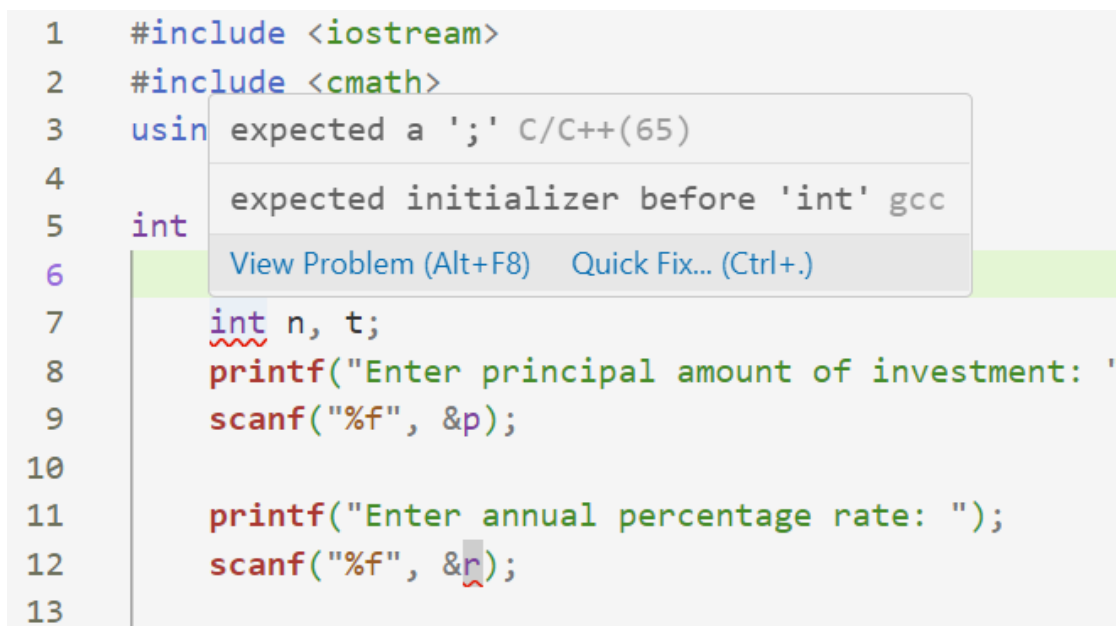 1 #include <iostream>
2 #include <cmath>
3 usin
expected a ';' C/C++(65)
4
expected initializer before 'int' gcc
5 int
View Problem (Alt+F8) Quick Fix... (Ctrl+.)
6
7 int n, t;
8 printf("Enter principal amount of investment: "
9 scanf("%f", &p);
10
11 printf("Enter annual percentage rate: ");
12 scanf("%f", &r);
13